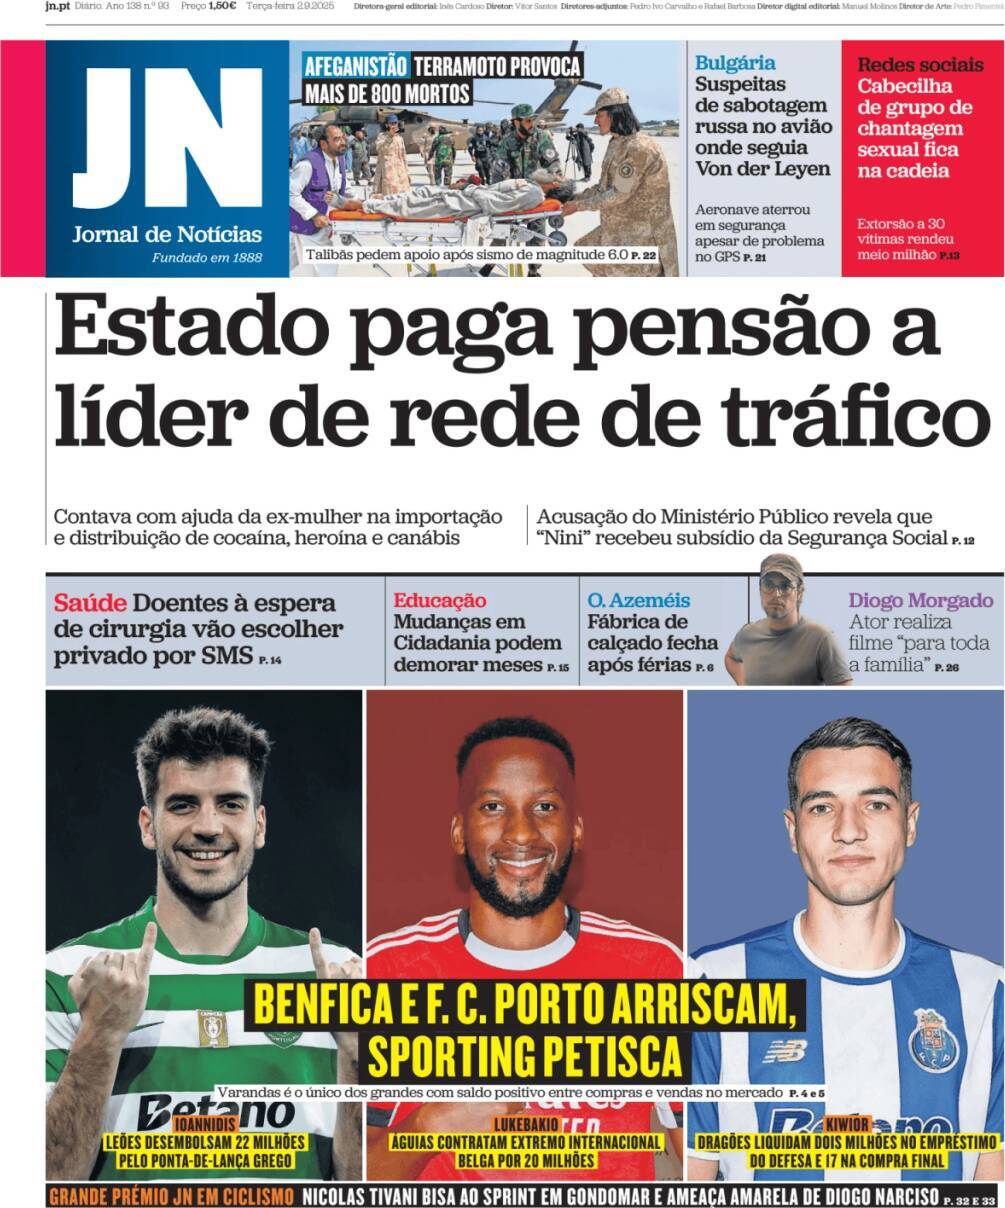 jn.pt Diário. Ano 138 n.º 93 Preço 1,50€ Terça-feira 2.9.2025 Diretora-geral editorial: Inês Cardoso Diretor: Vítor Santos Diretores-adjuntos: Pedro Ivo Carvalho e Rafael Barbosa Diretor digital editorial: Manuel Molinos Diretor de Arte: Pedro Pimentel
JN
Jornal de Notícias
Fundado em 1888
AFEGANISTÃO TERRAMOTO PROVOCA
MAIS DE 800 MORTOS
Talibãs pedem apoio após sismo de magnitude 6.0 P. 22
Bulgária
Suspeitas
de sabotagem
russa no avião
onde seguia
Von der Leyen
Aeronave aterrou
em segurança
apesar de problema
no GPS P. 21
Redes sociais
Cabecilha
de grupo de
chantagem
sexual fica
na cadeia
Extorsão a 30
vítimas rendeu
meio milhão P.13
Estado paga pensão a
líder de rede de tráfico
Contava com ajuda da ex-mulher na importação
e distribuição de cocaína, heroína e canábis
Acusação do Ministério Público revela que
“Nini” recebeu subsídio da Segurança Social P. 12
Saúde Doentes à espera
de cirurgia vão escolher
privado por SMS P. 14
Educação
Mudanças em
Cidadania podem
demorar meses P. 15
O. Azeméis
Fábrica de
calçado fecha
após férias P. 6
Diogo Morgado
Ator realiza
filme “para toda
a família” P. 26
BENFICA E F. C. PORTO ARRISCAM,
SPORTING PETISCA
Varandas é o único dos grandes com saldo positivo entre compras e vendas no mercado P. 4 e 5
Betano
IOANNIDIS
LEÕES DESEMBOLSAM 22 MILHÕES
PELO PONTA-DE-LANÇA GREGO
LUKEBAKIO
ÁGUIAS CONTRATAM EXTREMO INTERNACIONAL
BELGA POR 20 MILHÕES
KIWIOR
DRAGÕES LIQUIDAM DOIS MILHÕES NO EMPRÉSTIMO
DO DEFESA E 17 NA COMPRA FINAL
GRANDE PRÉMIO JN EM CICLISMO NICOLAS TIVANI BISA AO SPRINT EM GONDOMAR E AMEAÇA AMARELA DE DIOGO NARCISO P. 32 E 33